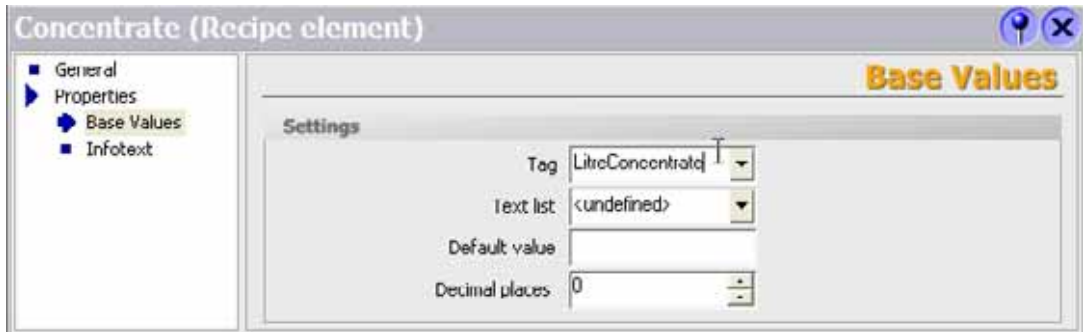 Concentrate (Recipe element)
General
Properties
Base Values
Infotext
Base Values
Settings
Tag LitreConcentrate
Text list <undefined>
Default value
Decimal places 0